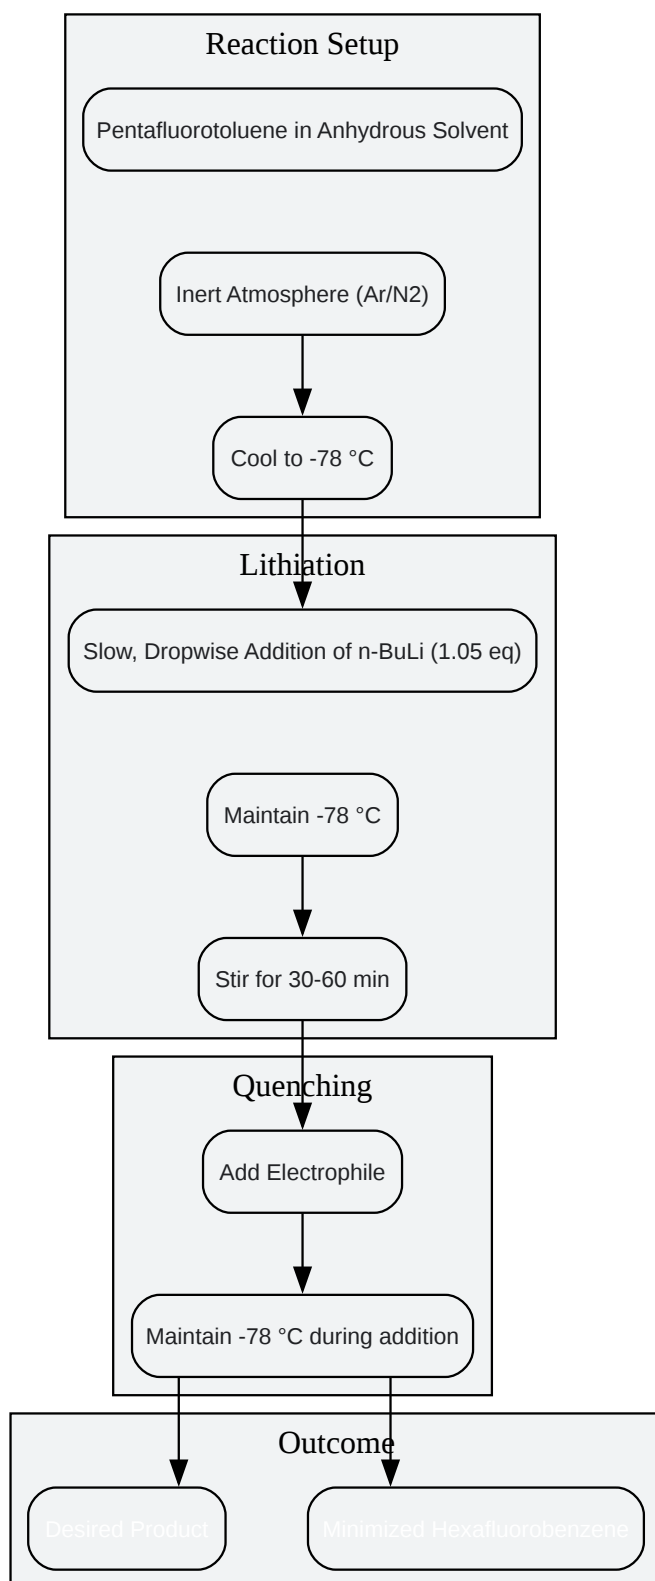 Reaction Setup
Pentafluorotoluene in Anhydrous Solvent
Inert Atmosphere (Ar/N2)
Cool to -78 °C
Lithiation
Slow, Dropwise Addition of n-BuLi (1.05 eq)
Maintain -78 °C
Stir for 30-60 min
Quenching
Add Electrophile
Maintain -78 °C during addition
Outcome
Desired Product
Minimized Hexafluorobenzene